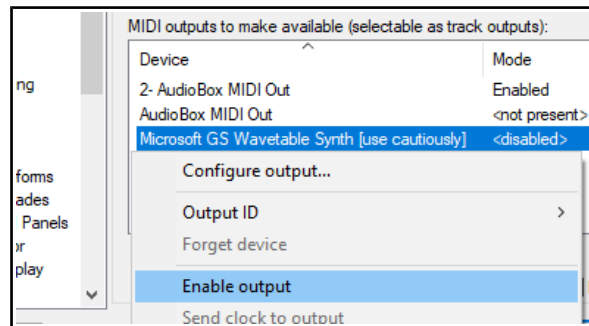 MIDI outputs to make available (selectable as track outputs):
Device Mode
ng
2- AudioBox MIDI Out Enabled
AudioBox MIDI Out <not present>
Microsoft GS Wavetable Synth [use cautiously] <disabled>
Configure output...
forms
ades
Output ID
Panels
or
Forget device
play
Enable output
Send clock to output